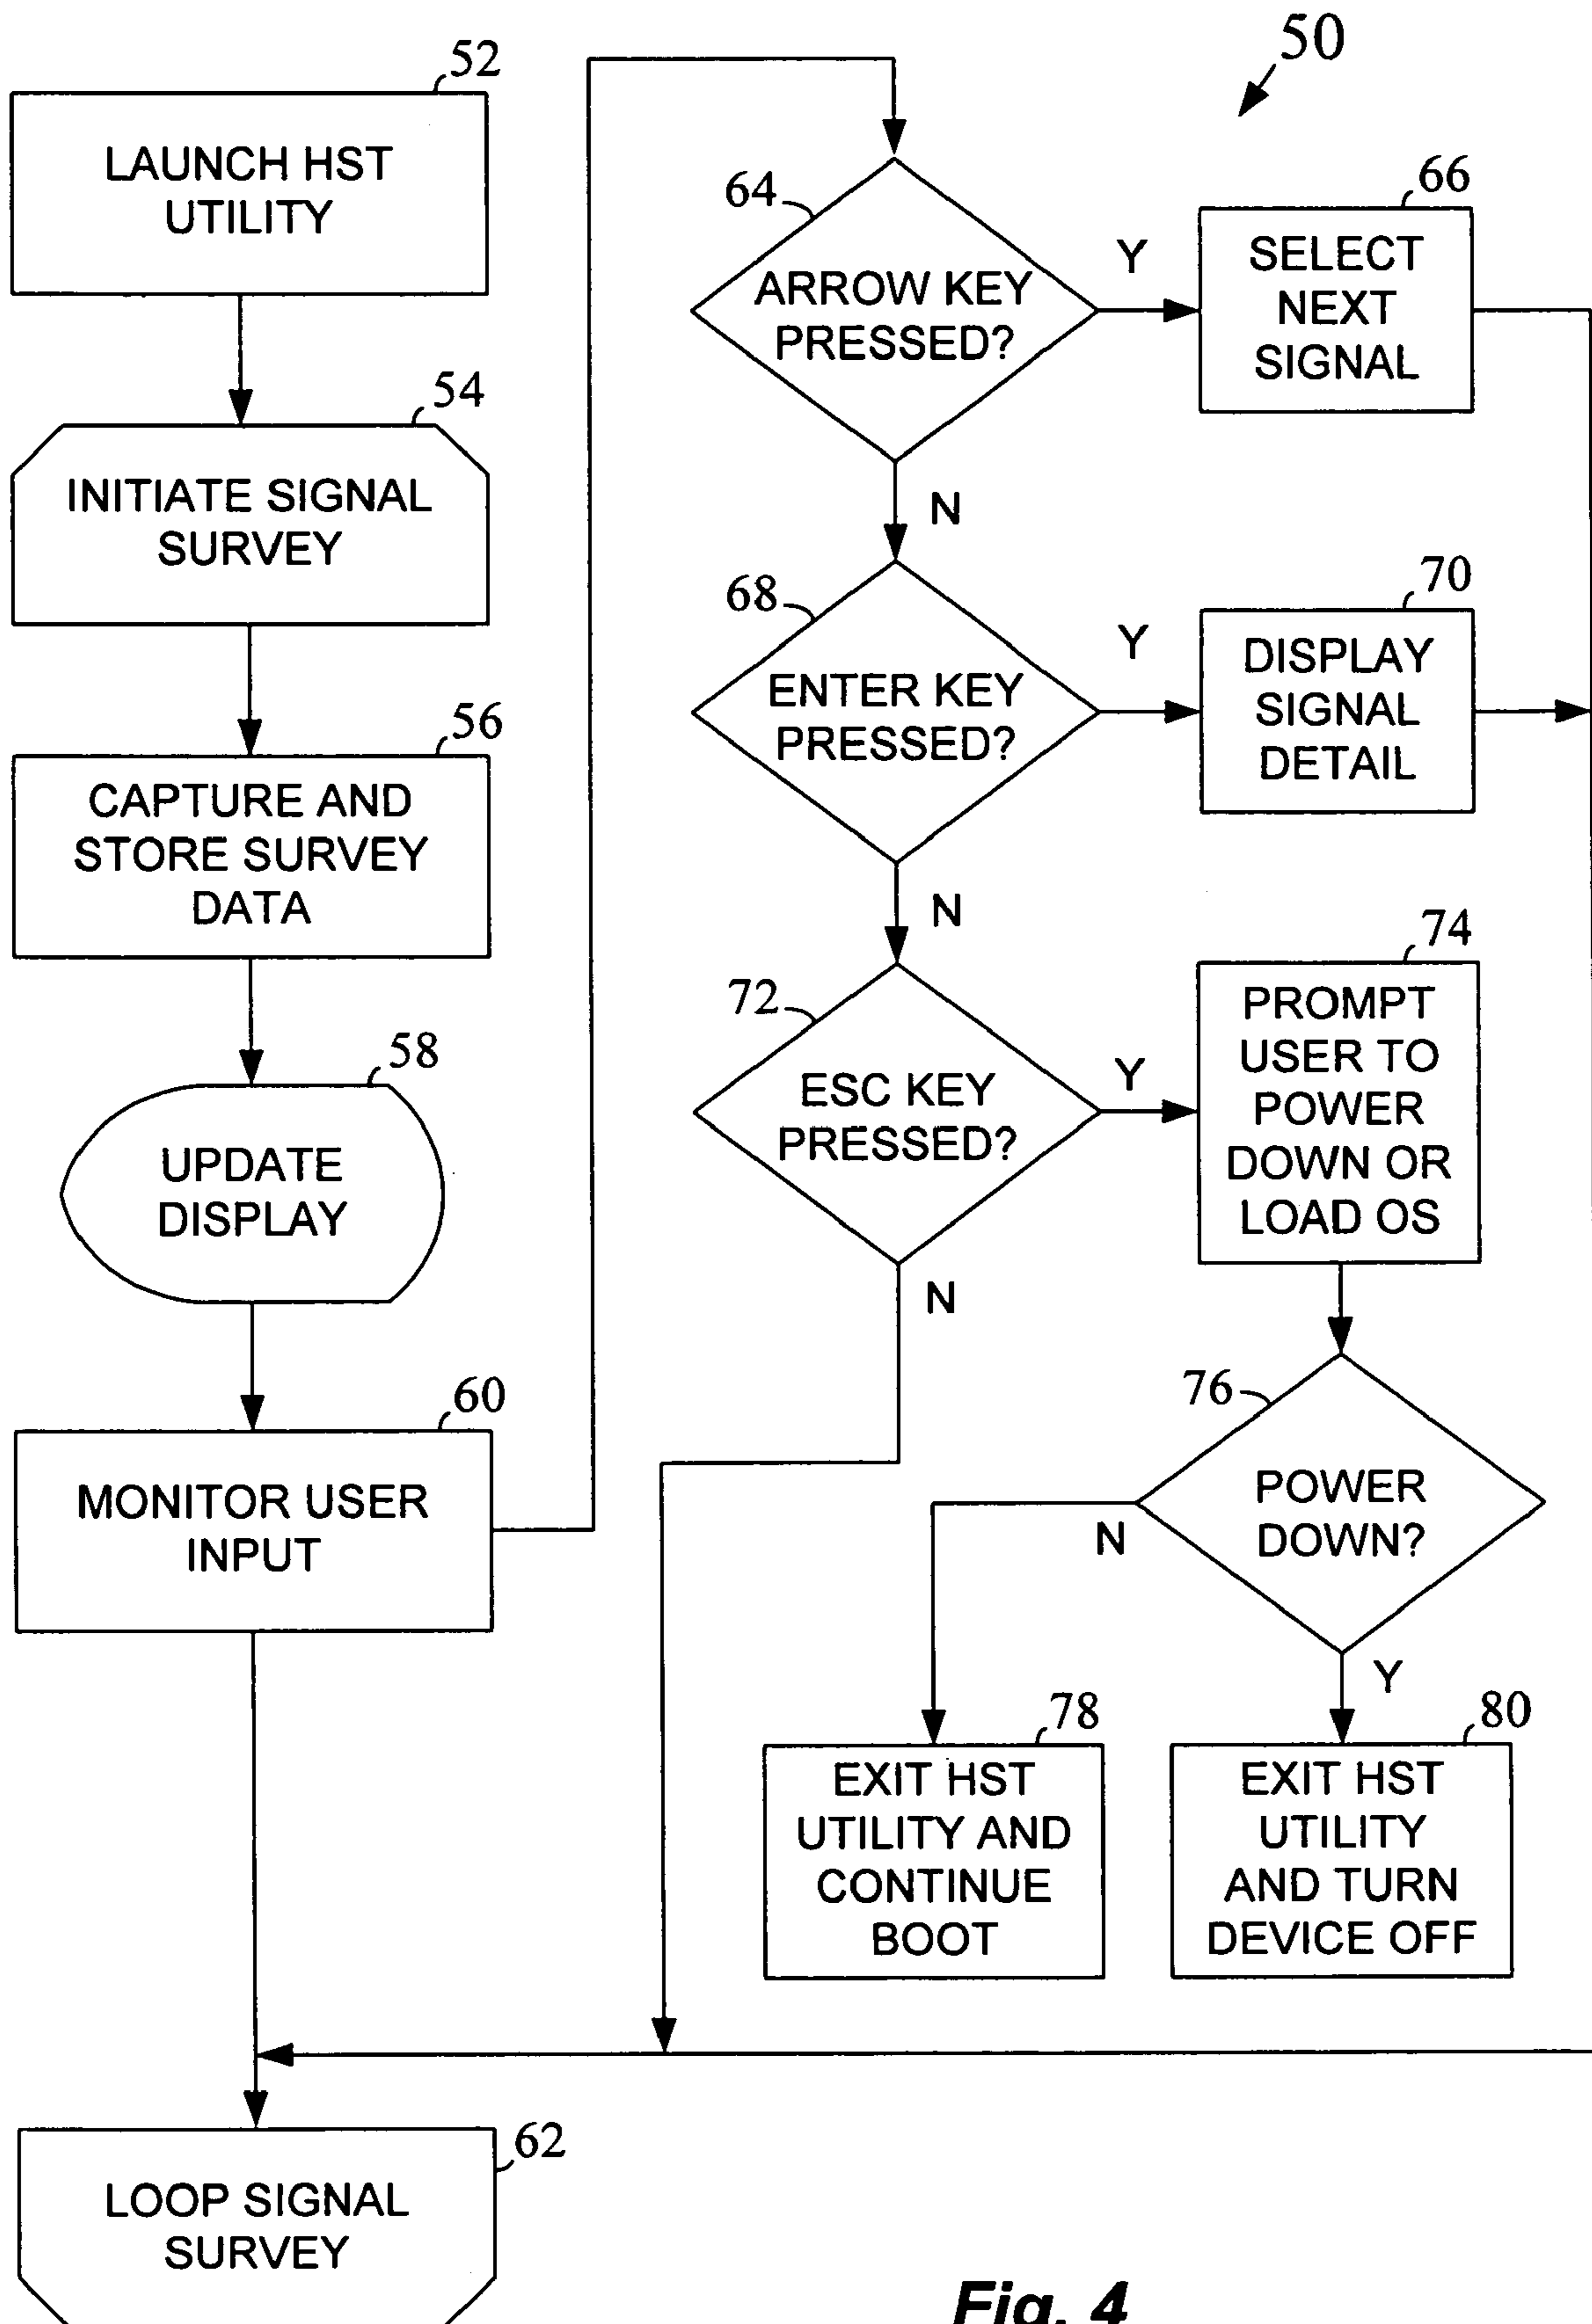 50
52
LAUNCH HST
UTILITY
54
INITIATE SIGNAL
SURVEY
56
CAPTURE AND
STORE SURVEY
DATA
58
UPDATE
DISPLAY
60
MONITOR USER
INPUT
62
LOOP SIGNAL
SURVEY
64
ARROW KEY
PRESSED?
Y
N
66
SELECT
NEXT
SIGNAL
68
ENTER KEY
PRESSED?
Y
N
70
DISPLAY
SIGNAL
DETAIL
72
ESC KEY
PRESSED?
Y
N
74
PROMPT
USER TO
POWER
DOWN OR
LOAD OS
76
POWER
DOWN?
N
Y
78
EXIT HST
UTILITY AND
CONTINUE
BOOT
80
EXIT HST
UTILITY
AND TURN
DEVICE OFF
Fig. 4